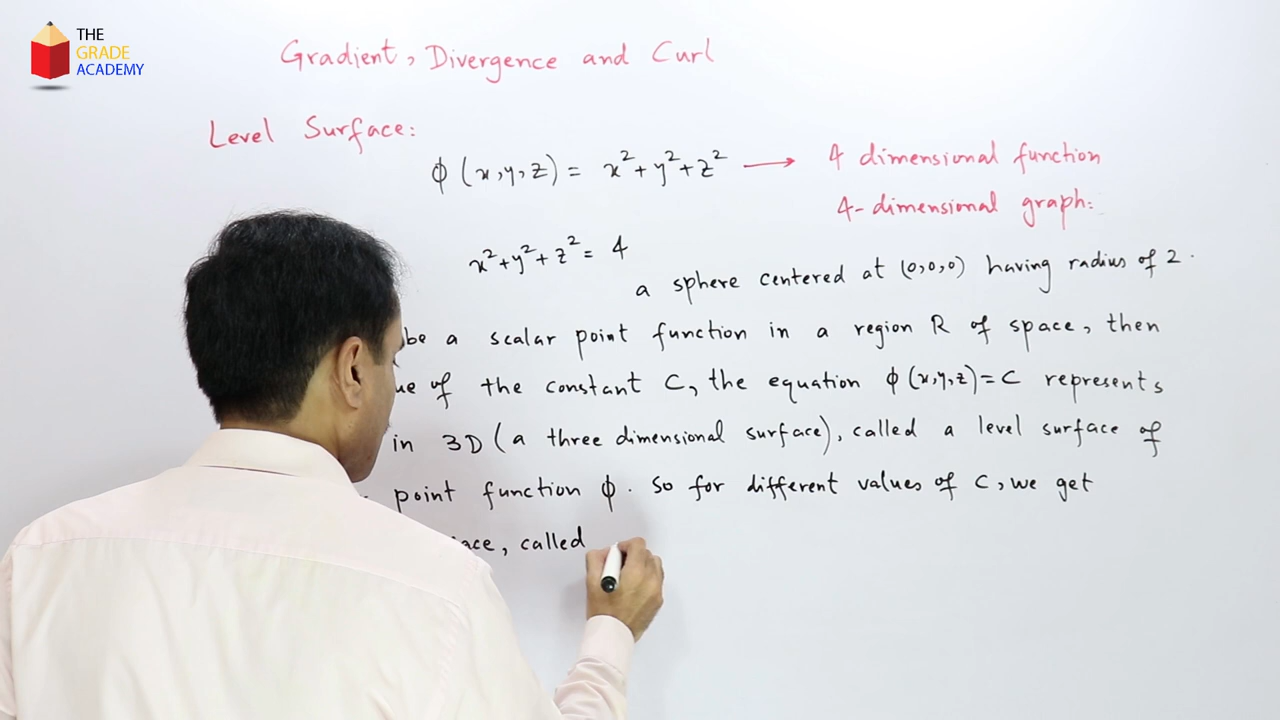 THE
GRADE
ACADEMY
Gradient, Divergence and Curl
Level Surface:
ϕ (x,y,z) = x²+y²+z² → 4 dimensional function
4-dimensional graph:
x²+y²+z² = 4
a sphere centered at (0,0,0) having radius of 2.
be a scalar point function in a region R of space, then
of the constant C, the equation ϕ(x,y,z)=C represents
in 3D (a three dimensional surface), called a level surface of
point function ϕ. So for different values of C, we get
, called